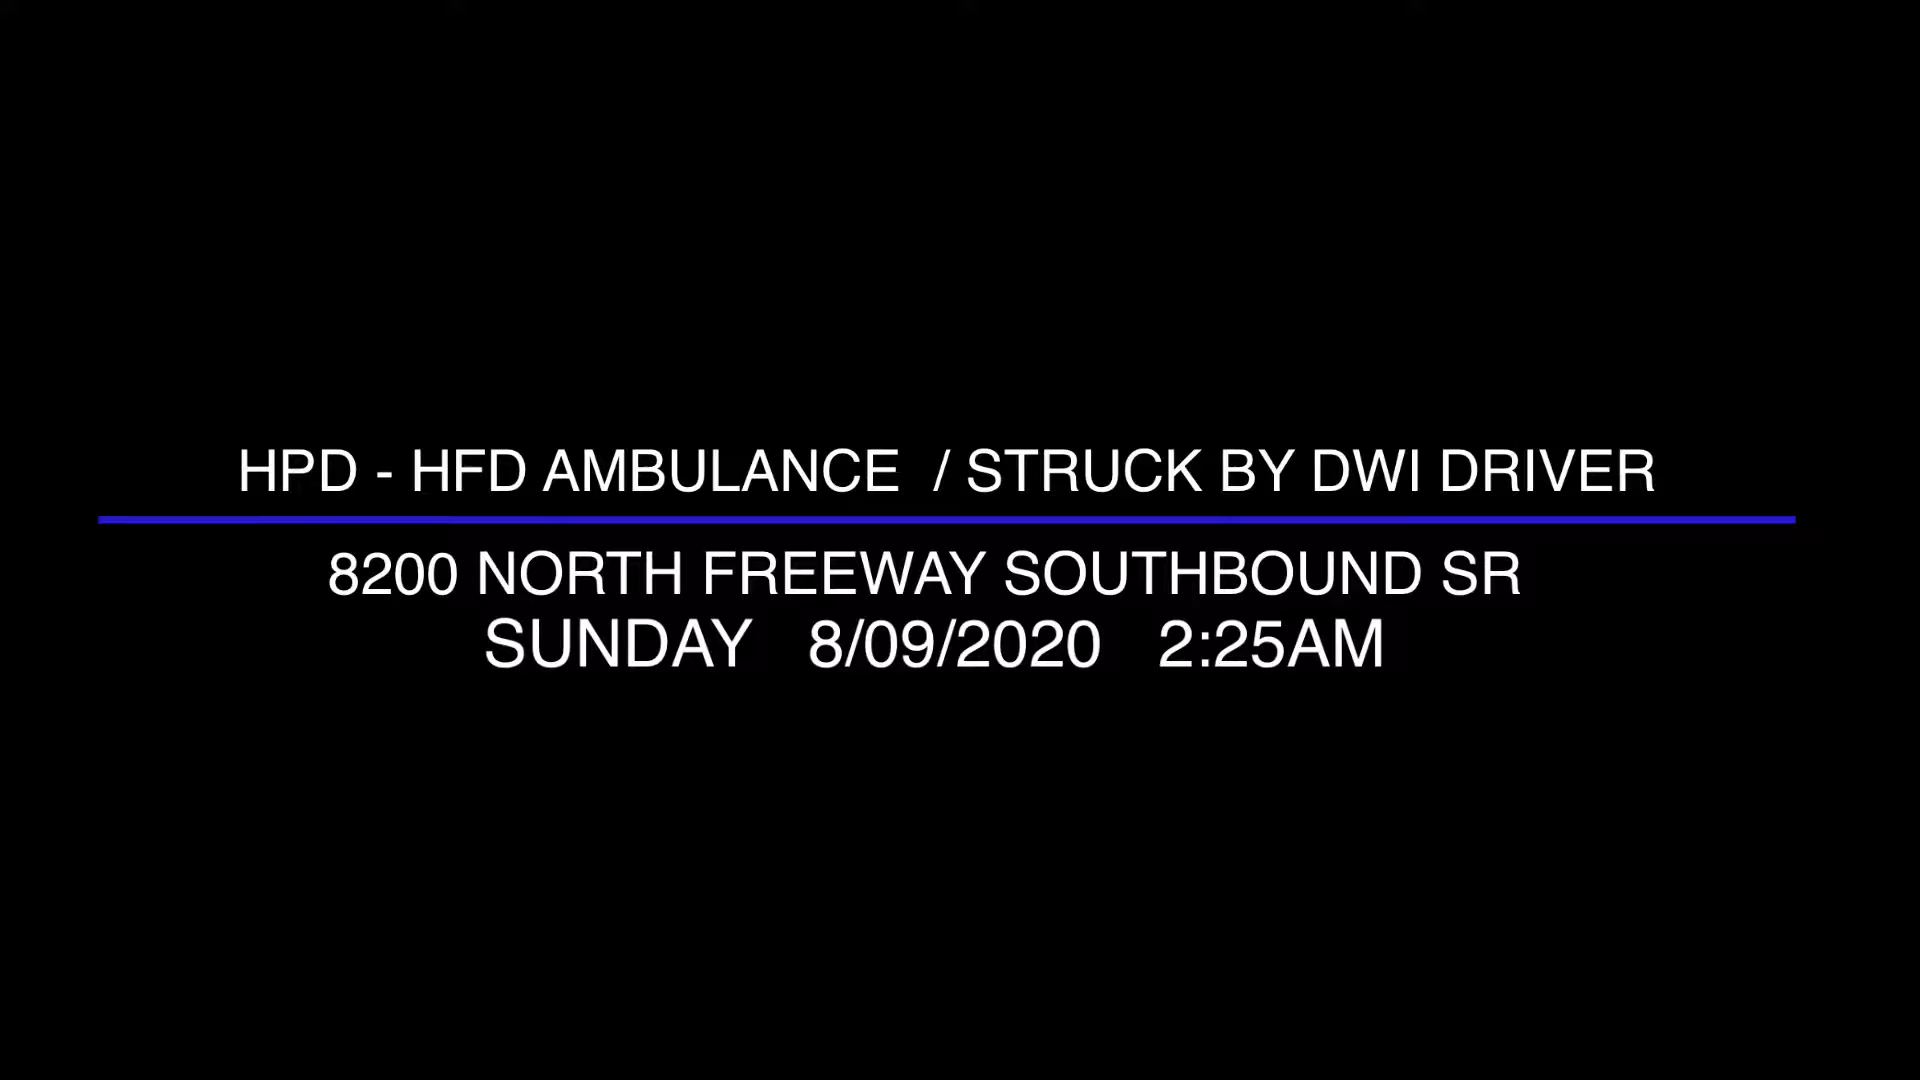 HPD - HFD AMBULANCE / STRUCK BY DWI DRIVER
8200 NORTH FREEWAY SOUTHBOUND SR
SUNDAY 8/09/2020 2:25AM